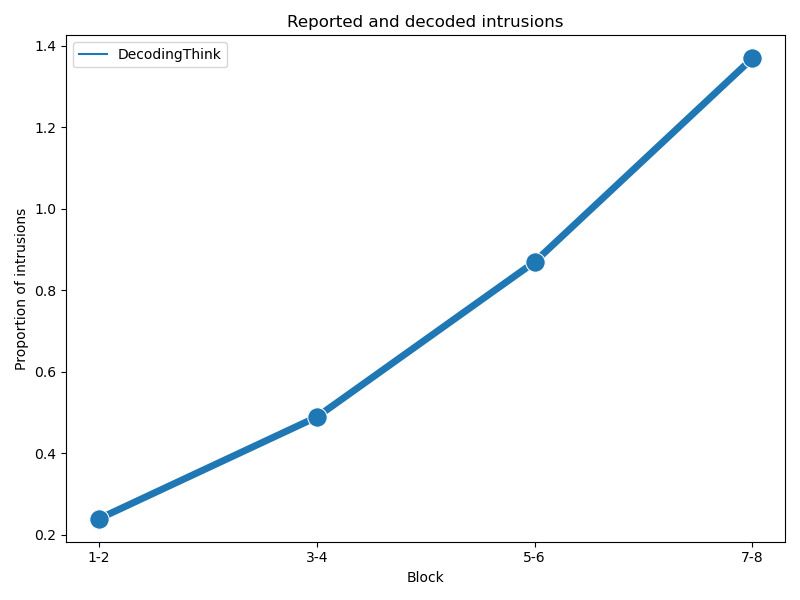 Reported and decoded intrusions
DecodingThink
Proportion of intrusions
1.4
1.2
1.0
0.8
0.6
0.4
0.2
1-2
3-4
5-6
7-8
Block